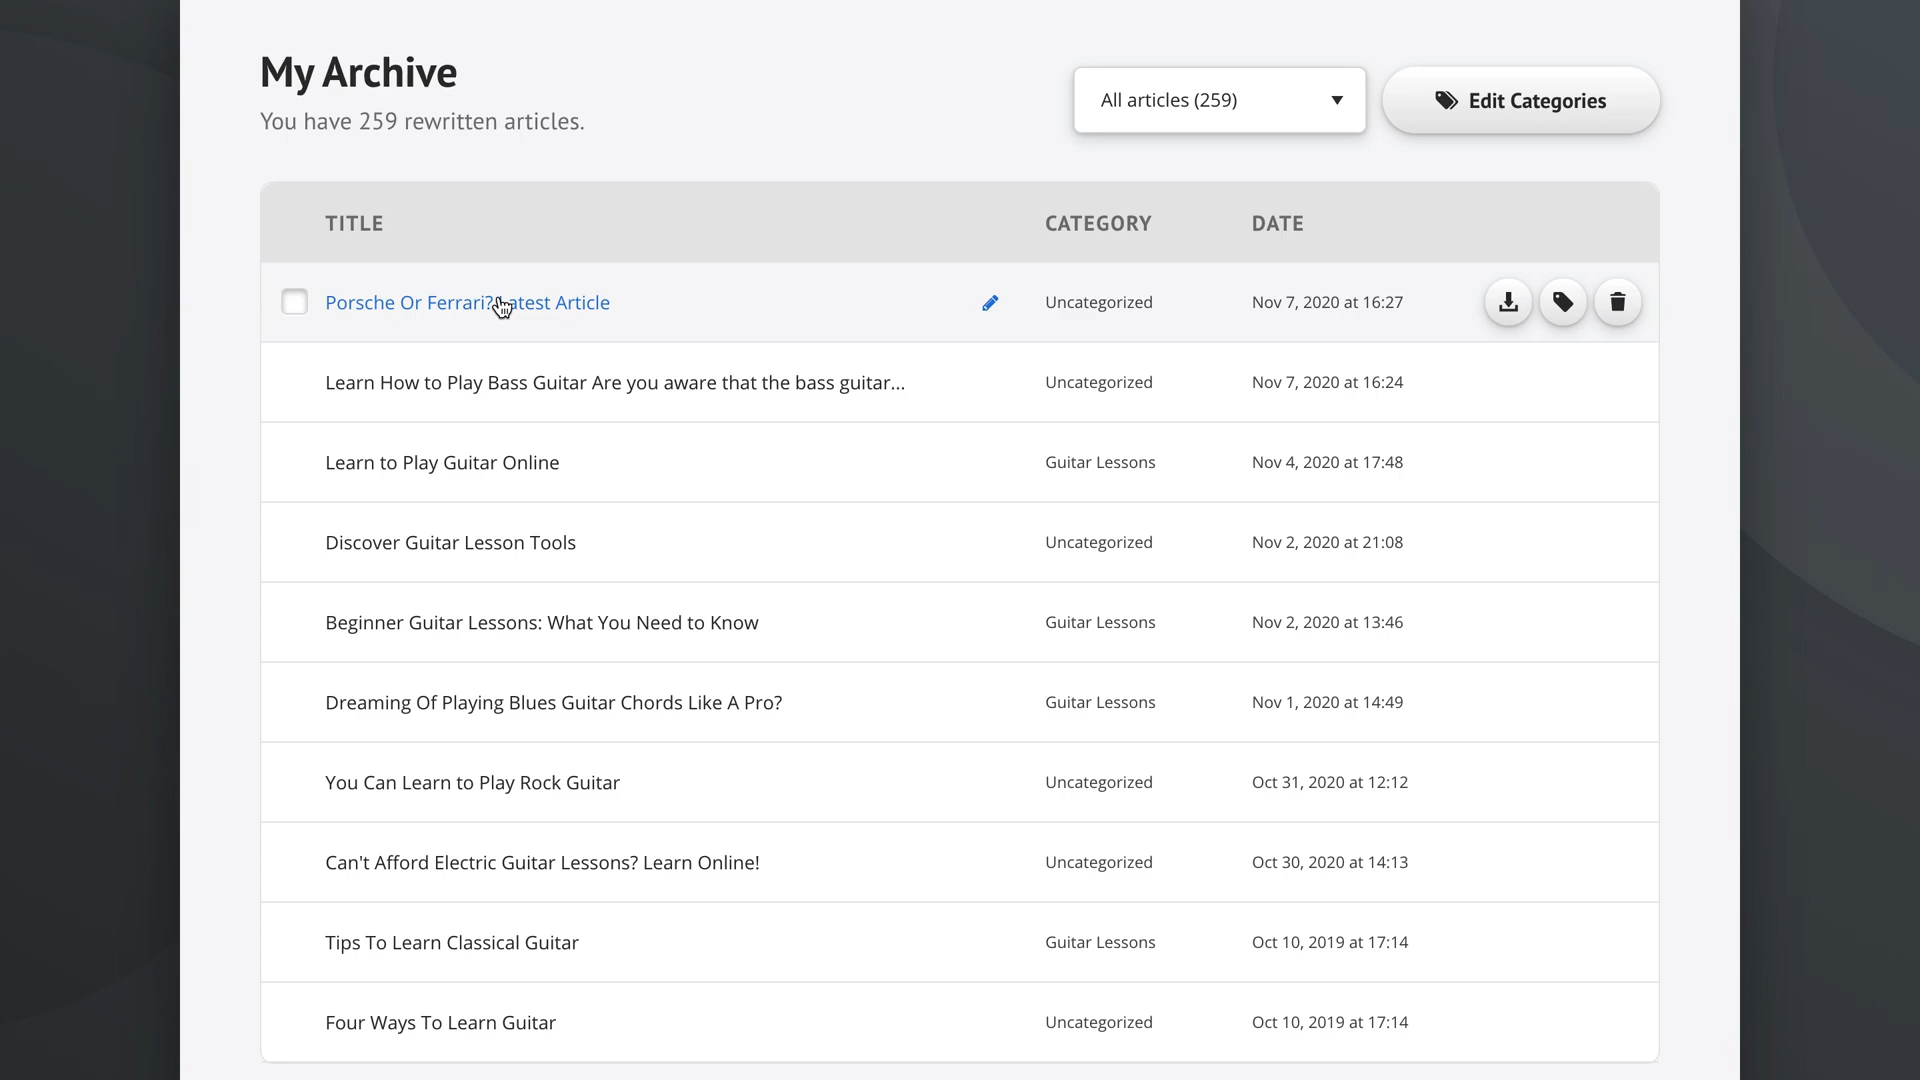 My Archive
You have 259 rewritten articles.
All articles (259)
Edit Categories
TITLE CATEGORY DATE
Porsche Or Ferrari? Latest Article Uncategorized Nov 7, 2020 at 16:27
Learn How to Play Bass Guitar Are you aware that the bass guitar... Uncategorized Nov 7, 2020 at 16:24
Learn to Play Guitar Online Guitar Lessons Nov 4, 2020 at 17:48
Discover Guitar Lesson Tools Uncategorized Nov 2, 2020 at 21:08
Beginner Guitar Lessons: What You Need to Know Guitar Lessons Nov 2, 2020 at 13:46
Dreaming Of Playing Blues Guitar Chords Like A Pro? Guitar Lessons Nov 1, 2020 at 14:49
You Can Learn to Play Rock Guitar Uncategorized Oct 31, 2020 at 12:12
Can't Afford Electric Guitar Lessons? Learn Online! Uncategorized Oct 30, 2020 at 14:13
Tips To Learn Classical Guitar Guitar Lessons Oct 10, 2019 at 17:14
Four Ways To Learn Guitar Uncategorized Oct 10, 2019 at 17:14